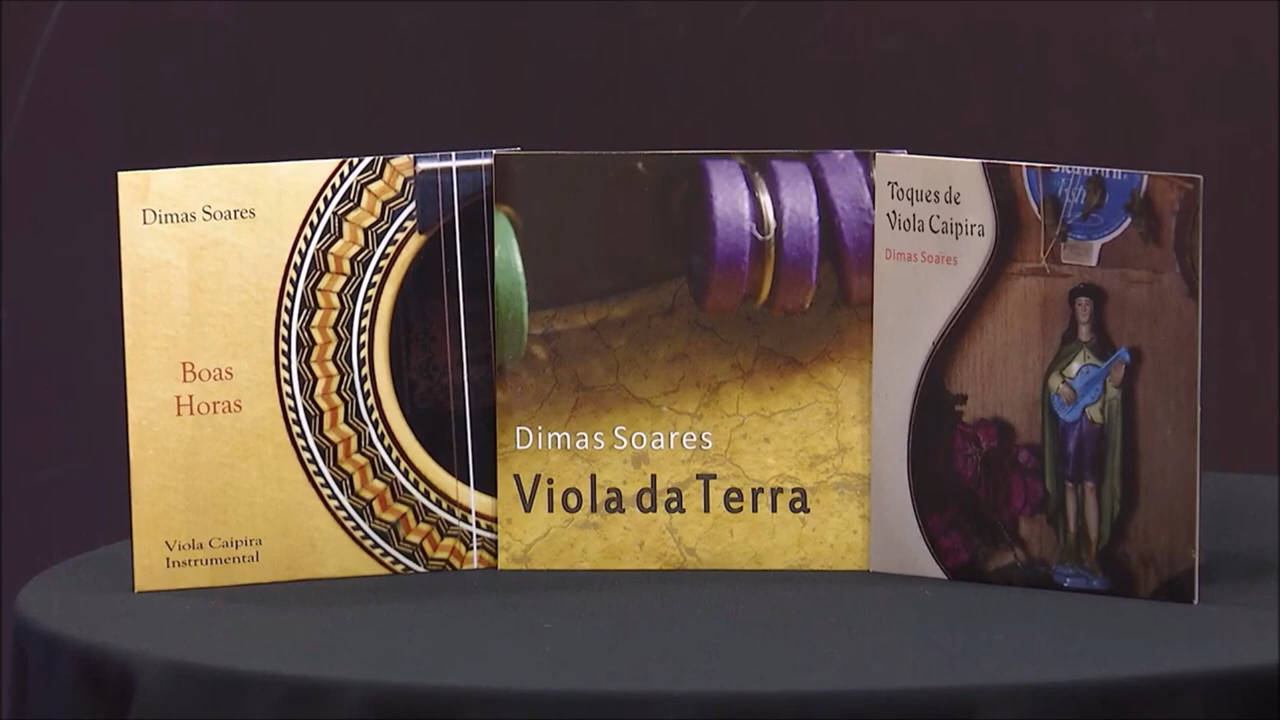 Dimas Soares
Boas
Horas
Viola Caipira
Instrumental
Dimas Soares
Viola da Terra
Toques de
Viola Caipira
Dimas Soares